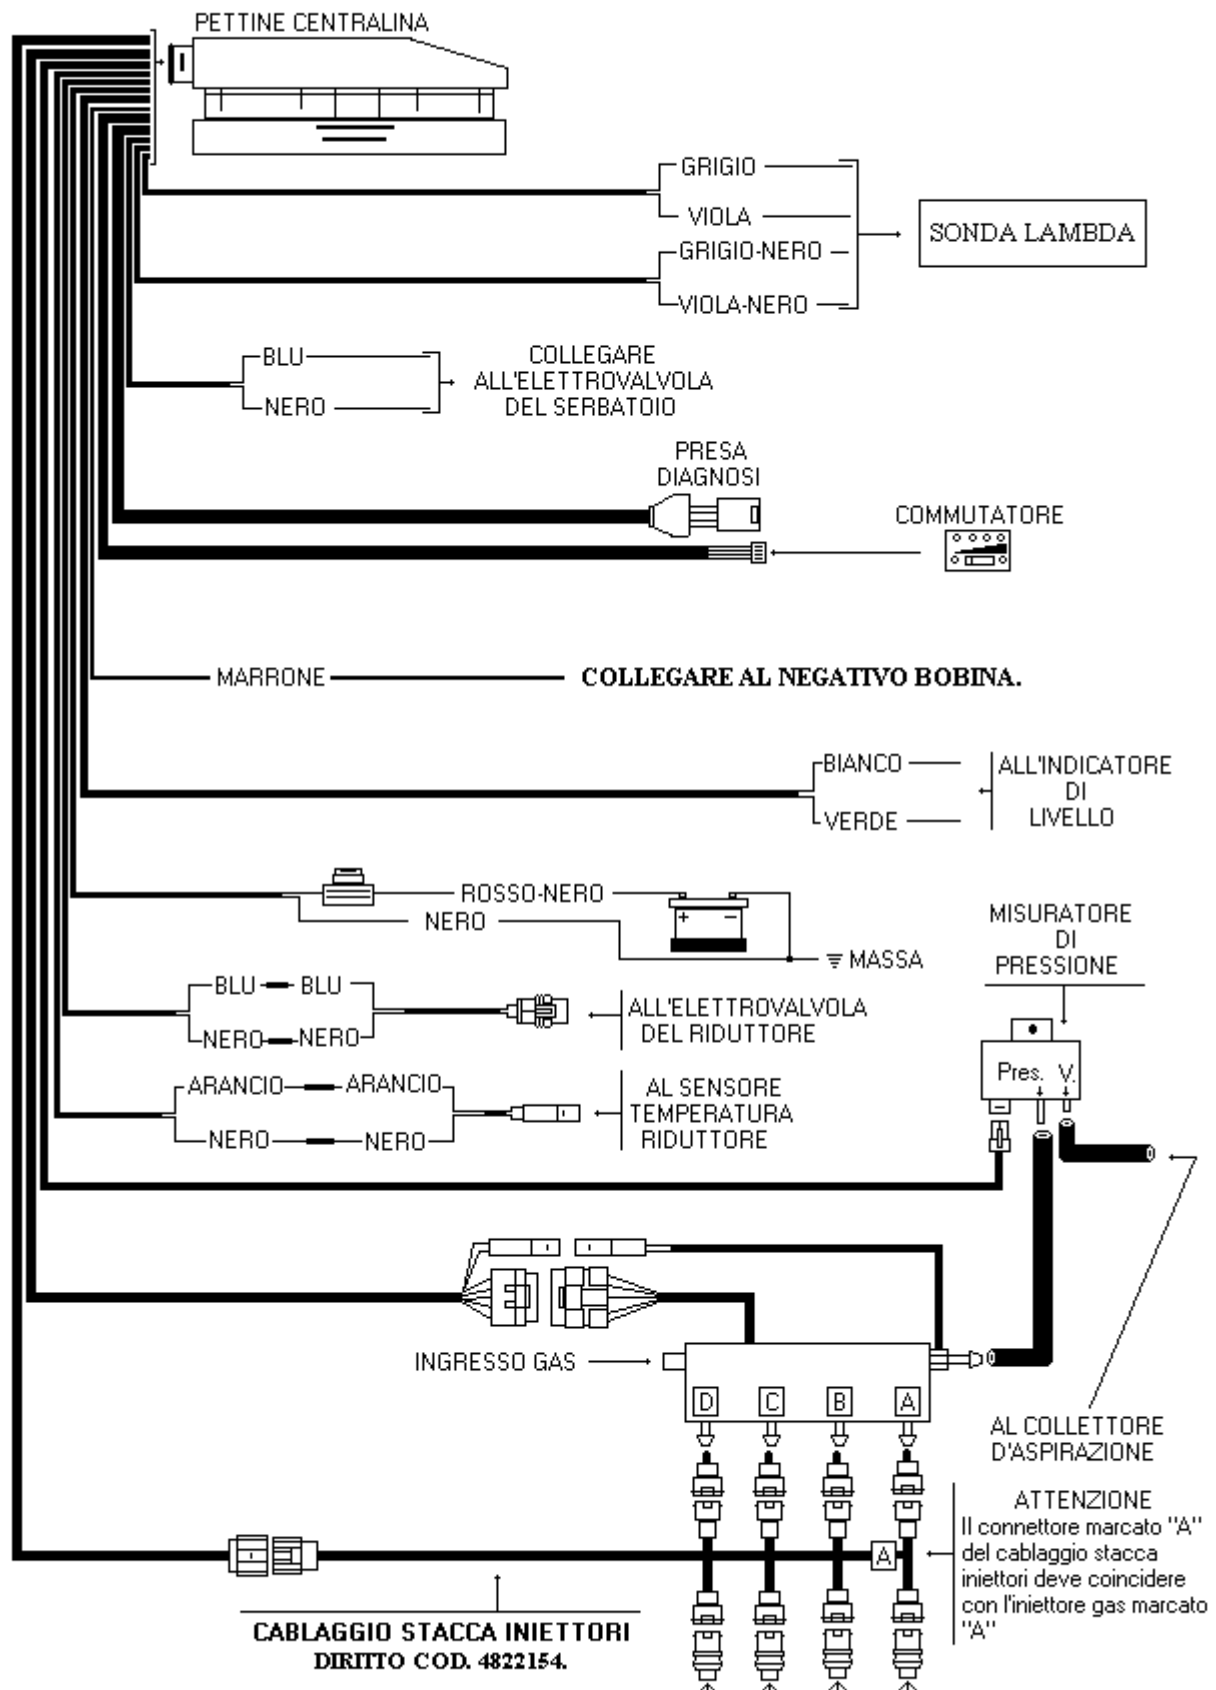 PETTINE CENTRALINA
GRIGIO
VIOLA
GRIGIO-NERO
VIOLA-NERO
SONDA LAMBDA
BLU
NERO
COLLEGARE
ALL'ELETTROVALVOLA
DEL SERBATOIO
PRESA
DIAGNOSI
COMMUTATORE
MARRONE
COLLEGARE AL NEGATIVO BOBINA.
BIANCO
VERDE
ALL'INDICATORE
DI
LIVELLO
ROSSO-NERO
NERO
+ −
MASSA
MISURATORE
DI
PRESSIONE
BLU BLU
NERO NERO
ALL'ELETTROVALVOLA
DEL RIDUTTORE
Pres. V.
ARANCIO ARANCIO
NERO NERO
AL SENSORE
TEMPERATURA
RIDUTTORE
INGRESSO GAS
D C B A
AL COLLETTORE
D'ASPIRAZIONE
A
ATTENZIONE
Il connettore marcato "A"
del cablaggio stacca
iniettori deve coincidere
con l'iniettore gas marcato
"A"
CABLAGGIO STACCA INIETTORI
DIRITTO COD. 4822154.